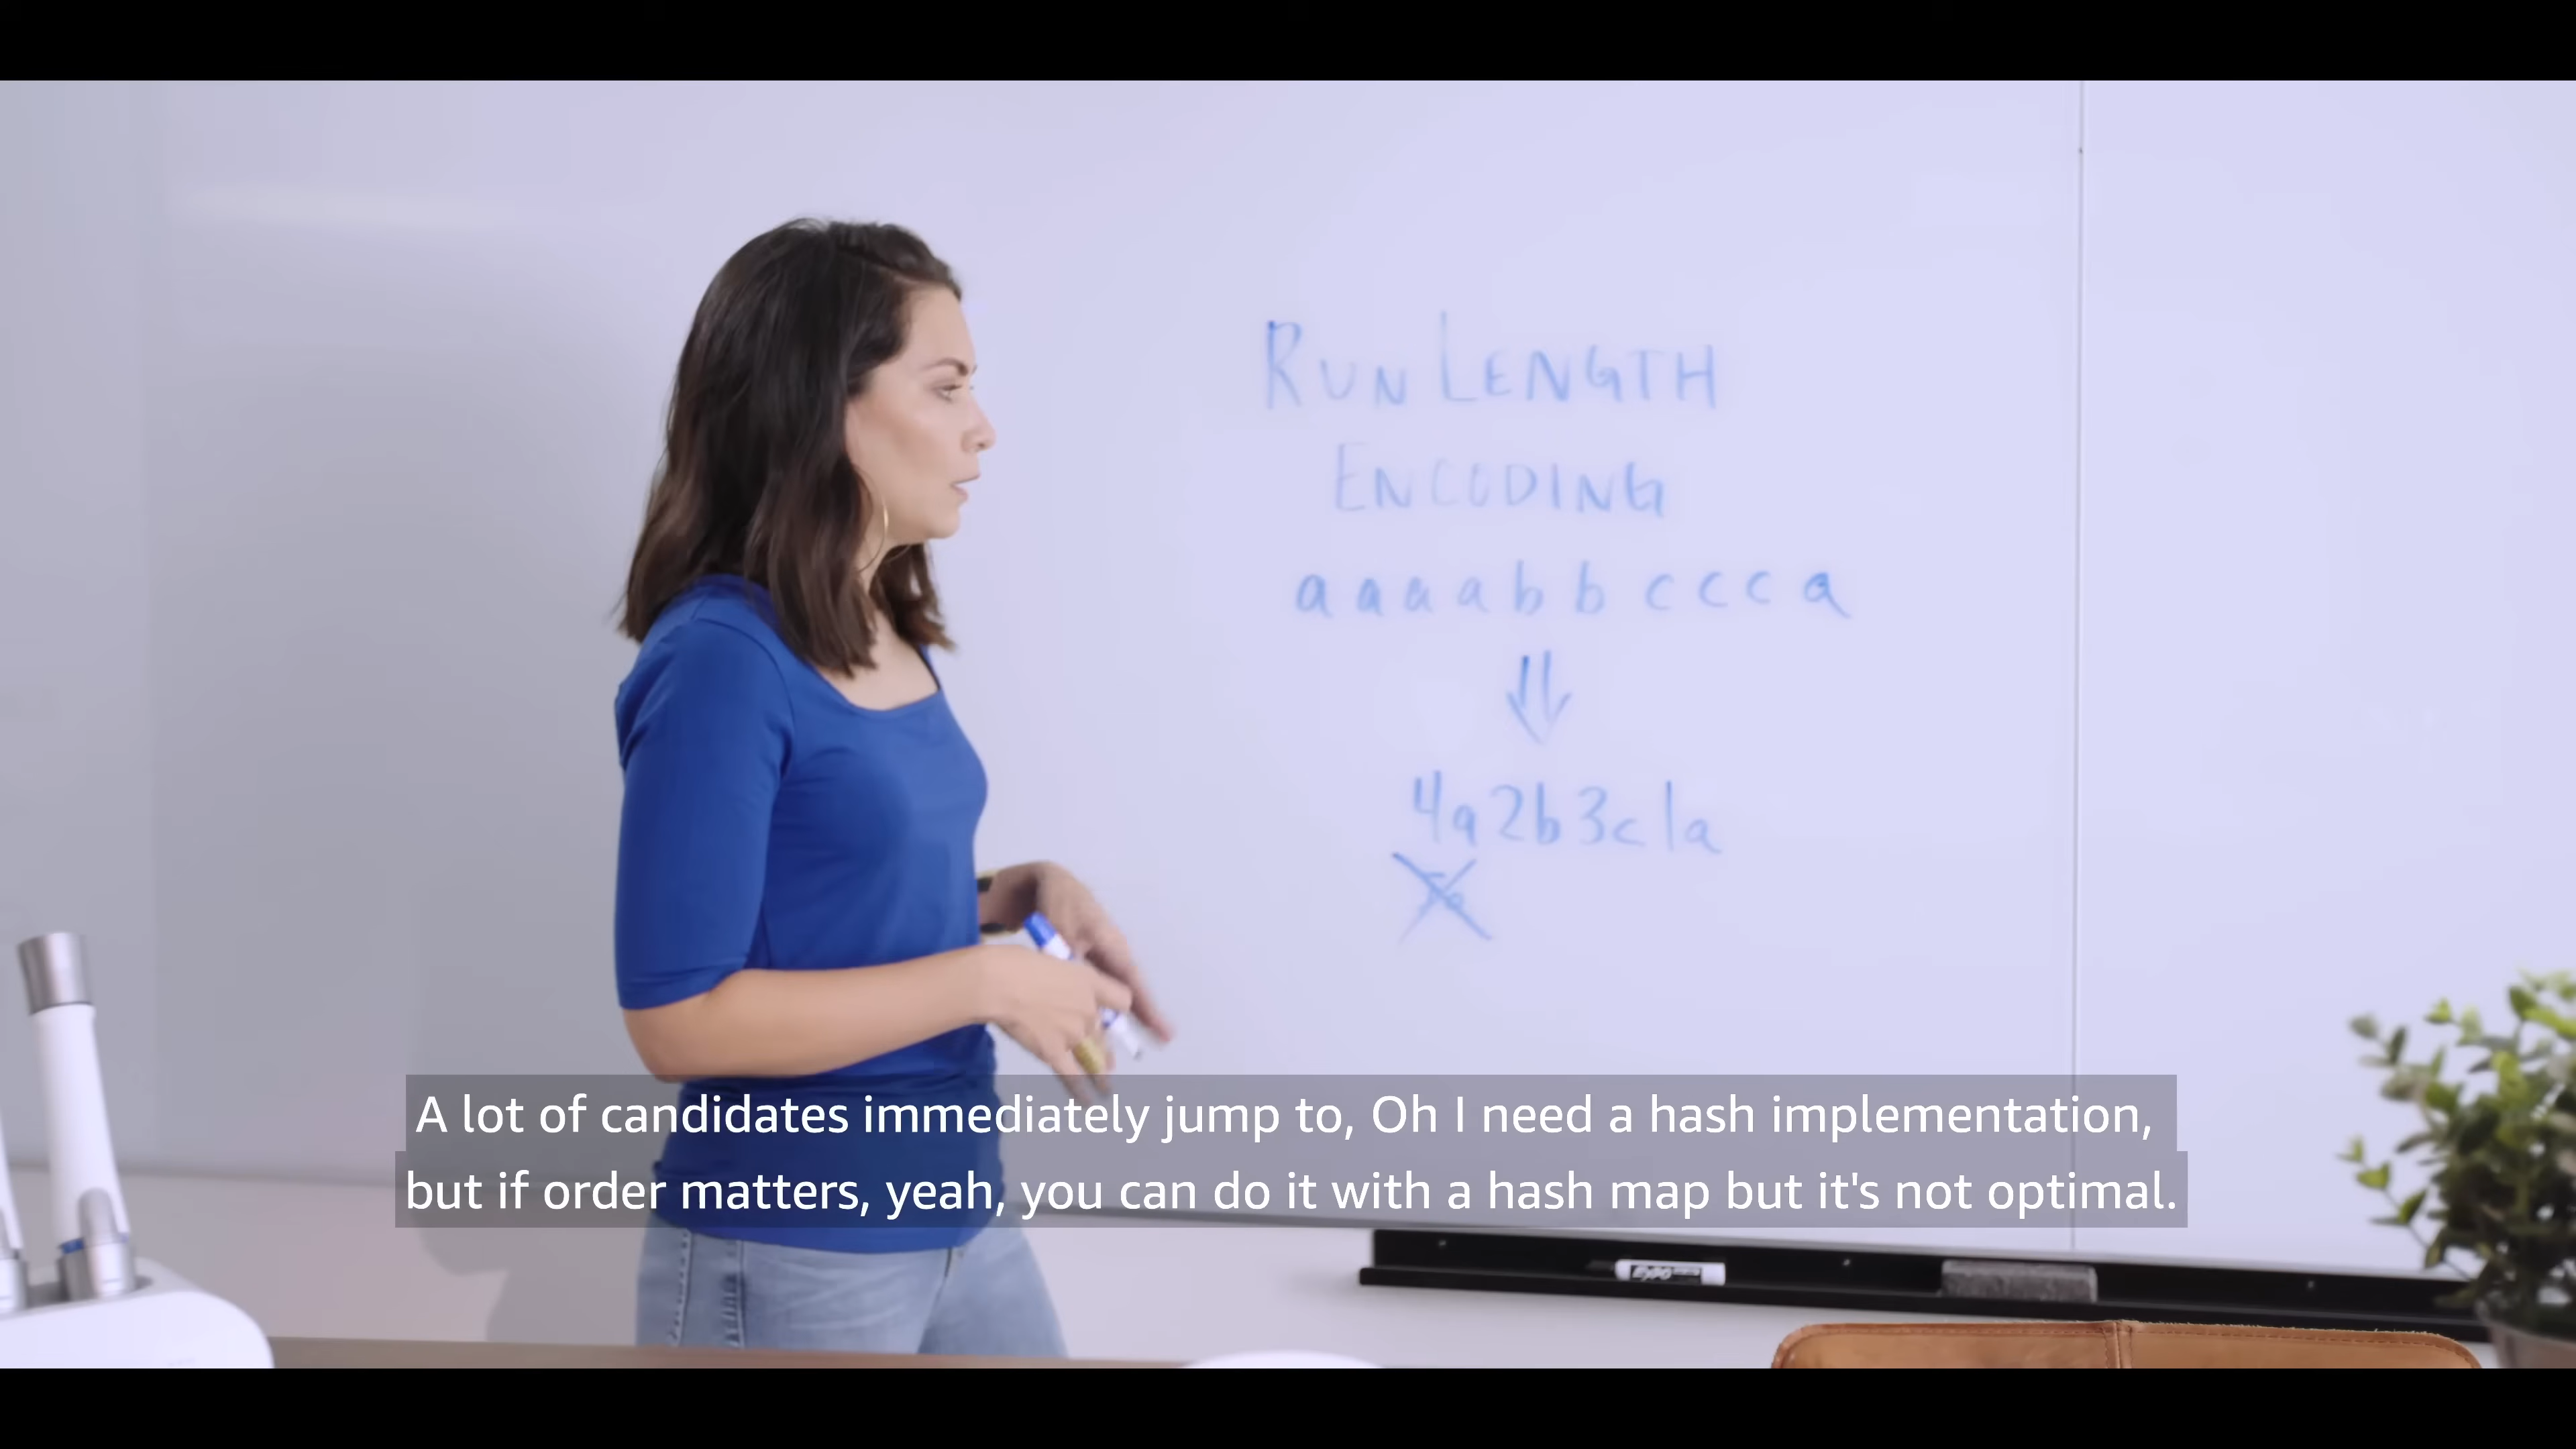 RUN LENGTH
ENCODING
a a a a b b c c c a
4a2b3c1a
A lot of candidates immediately jump to, Oh I need a hash implementation,
but if order matters, yeah, you can do it with a hash map but it's not optimal.
EXPO